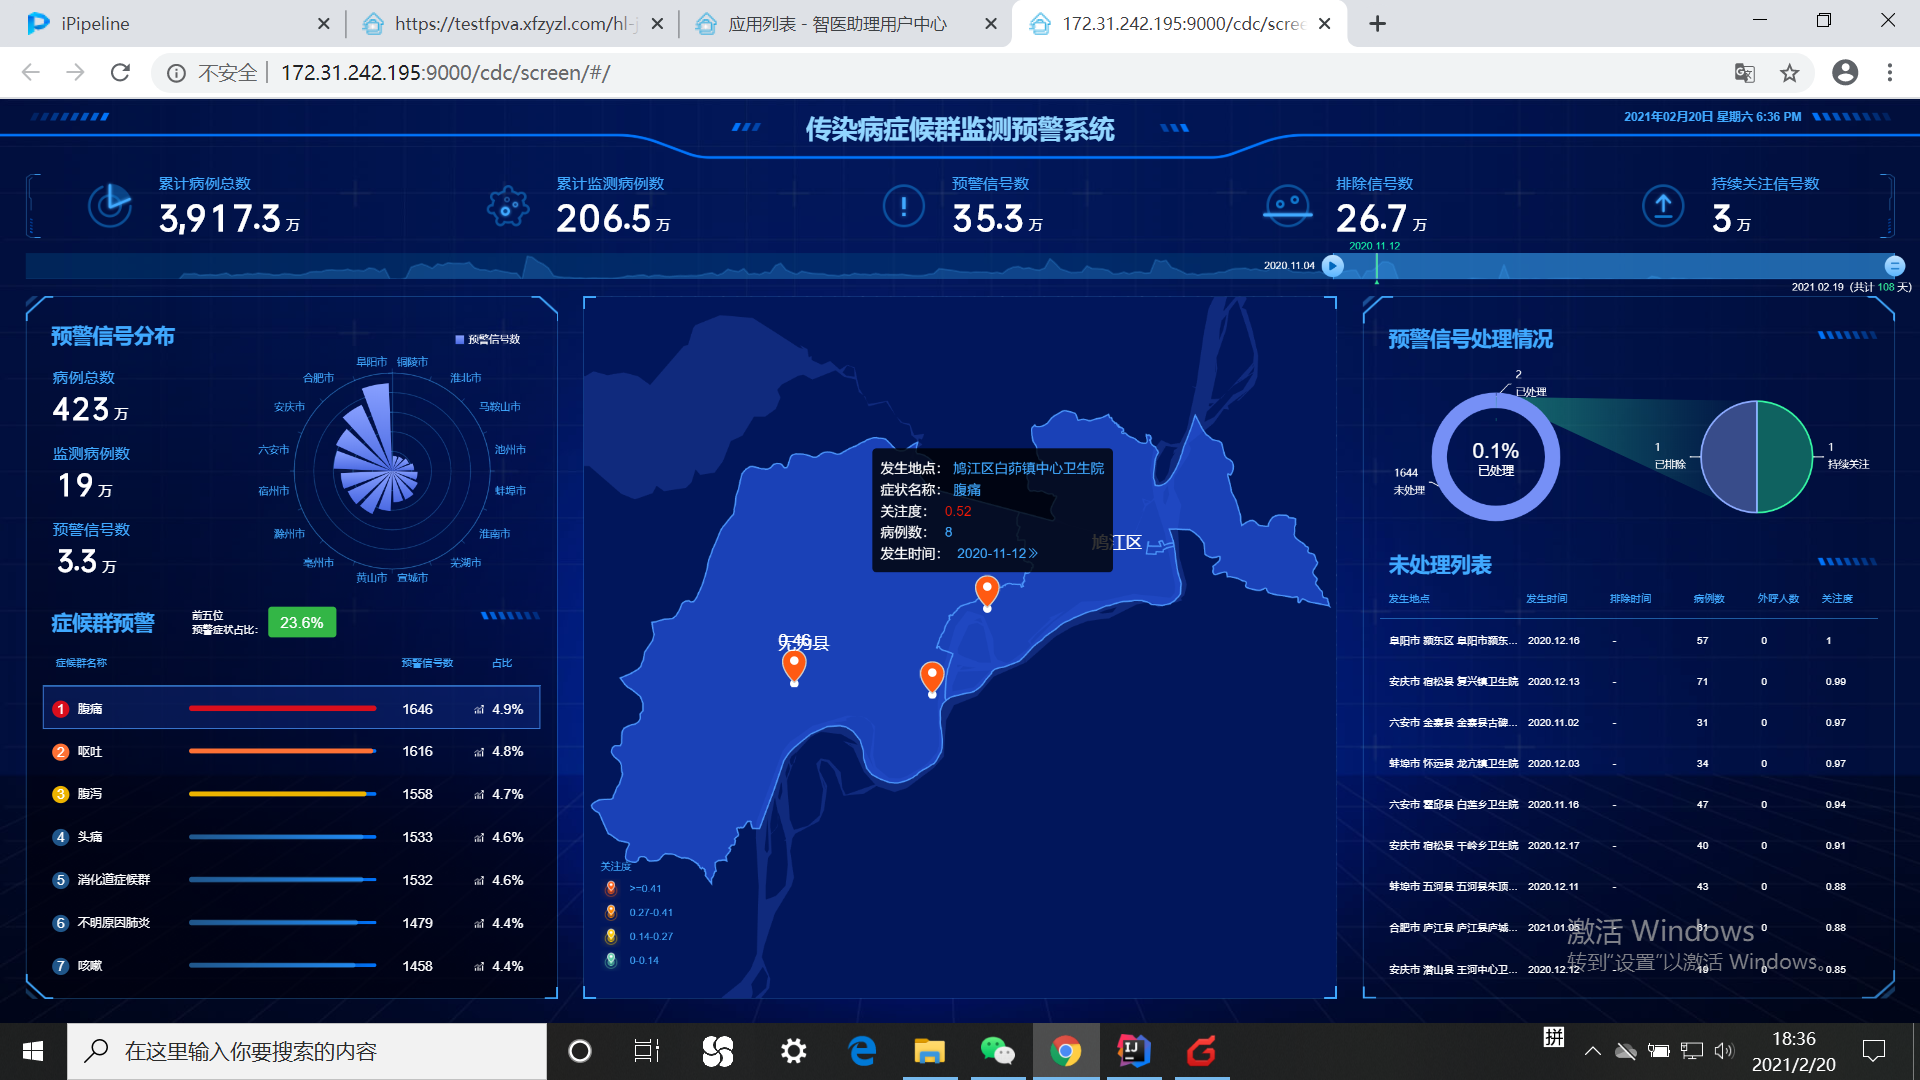 iPipeline
https://testfpva.xfzyzl.com/hl-j
应用列表 - 智医助理用户中心
172.31.242.195:9000/cdc/scree
不安全 172.31.242.195:9000/cdc/screen/#/
传染病症候群监测预警系统
2021年02月20日 星期六 6:36 PM
累计病例总数
3,917.3 万
累计监测病例数
206.5 万
预警信号数
35.3 万
排除信号数
26.7 万
持续关注信号数
3 万
2020.11.12
2020.11.04
2021.02.19 (共计 108 天)
预警信号分布
预警信号数
病例总数
423 万
监测病例数
19 万
预警信号数
3.3 万
阜阳市 铜陵市
合肥市 淮北市
安庆市 马鞍山市
六安市 池州市
宿州市 蚌埠市
滁州市 淮南市
亳州市 芜湖市
黄山市 宣城市
症候群预警
前五位
预警症状占比:
23.6%
症候群名称 预警信号数 占比
1 腹痛 1646 4.9%
2 呕吐 1616 4.8%
3 腹泻 1558 4.7%
4 头痛 1533 4.6%
5 消化道症候群 1532 4.6%
6 不明原因肺炎 1479 4.4%
7 咳嗽 1458 4.4%
发生地点: 鸠江区白茆镇中心卫生院
症状名称: 腹痛
关注度: 0.52
病例数: 8
发生时间: 2020-11-12
鸠江区
0.46
无为县
关注度
>=0.41
0.27-0.41
0.14-0.27
0-0.14
预警信号处理情况
2
已处理
0.1%
已处理
1644
未处理
1
已排除
1
持续关注
未处理列表
发生地点 发生时间 排除时间 病例数 外呼人数 关注度
阜阳市 颍东区 阜阳市颍东... 2020.12.16 - 57 0 1
安庆市 宿松县 复兴镇卫生院 2020.12.13 - 71 0 0.99
六安市 金寨县 金寨县古碑... 2020.11.02 - 31 0 0.97
蚌埠市 怀远县 龙亢镇卫生院 2020.12.03 - 34 0 0.97
六安市 霍邱县 白莲乡卫生院 2020.11.16 - 47 0 0.94
安庆市 宿松县 千岭乡卫生院 2020.12.17 - 40 0 0.91
蚌埠市 五河县 五河县朱顶... 2020.12.11 - 43 0 0.88
合肥市 庐江县 庐江县庐城... 2021.01.05 - 61 0 0.88
安庆市 潜山县 王河中心卫... 2020.12.12 - 19 0 0.85
激活 Windows
转到“设置”以激活 Windows。
在这里输入你要搜索的内容
拼
18:36
2021/2/20